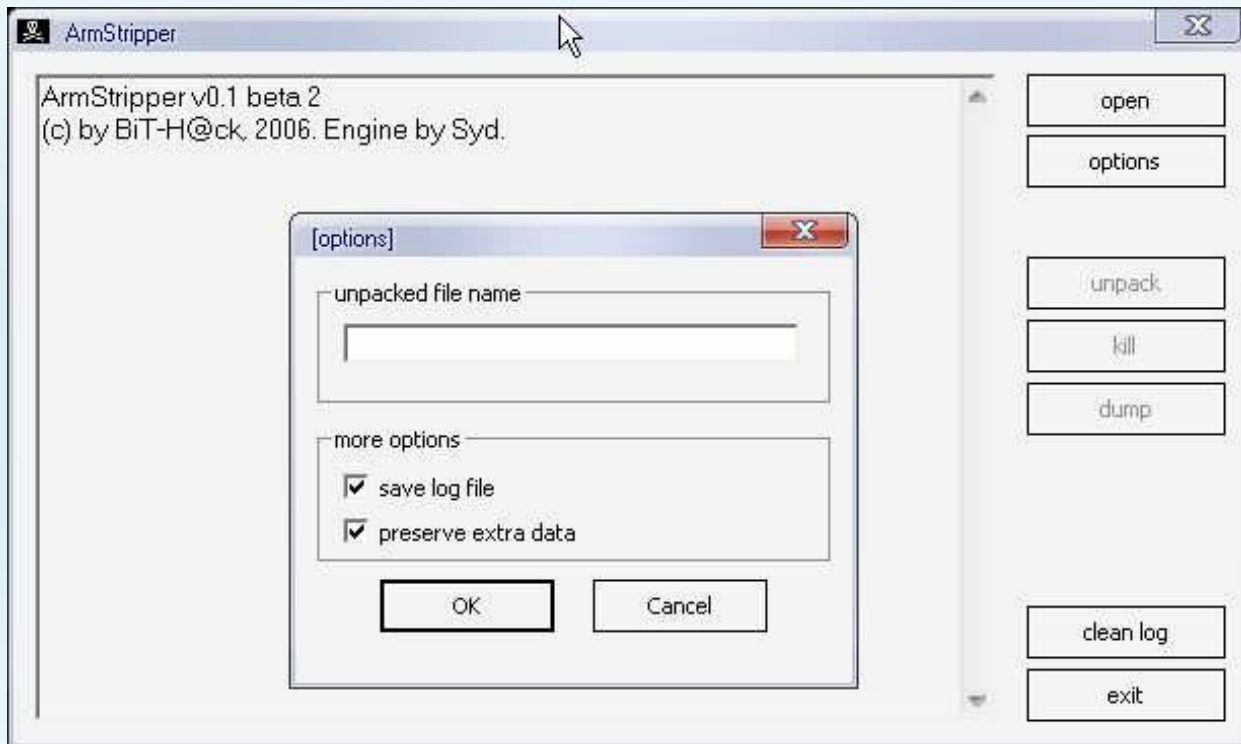 ArmStripper
ArmStripper v0.1 beta 2
(c) by BiT-H@ck, 2006. Engine by Syd.
open
options
[options]
unpacked file name
more options
save log file
preserve extra data
OK
Cancel
unpack
kill
dump
clean log
exit